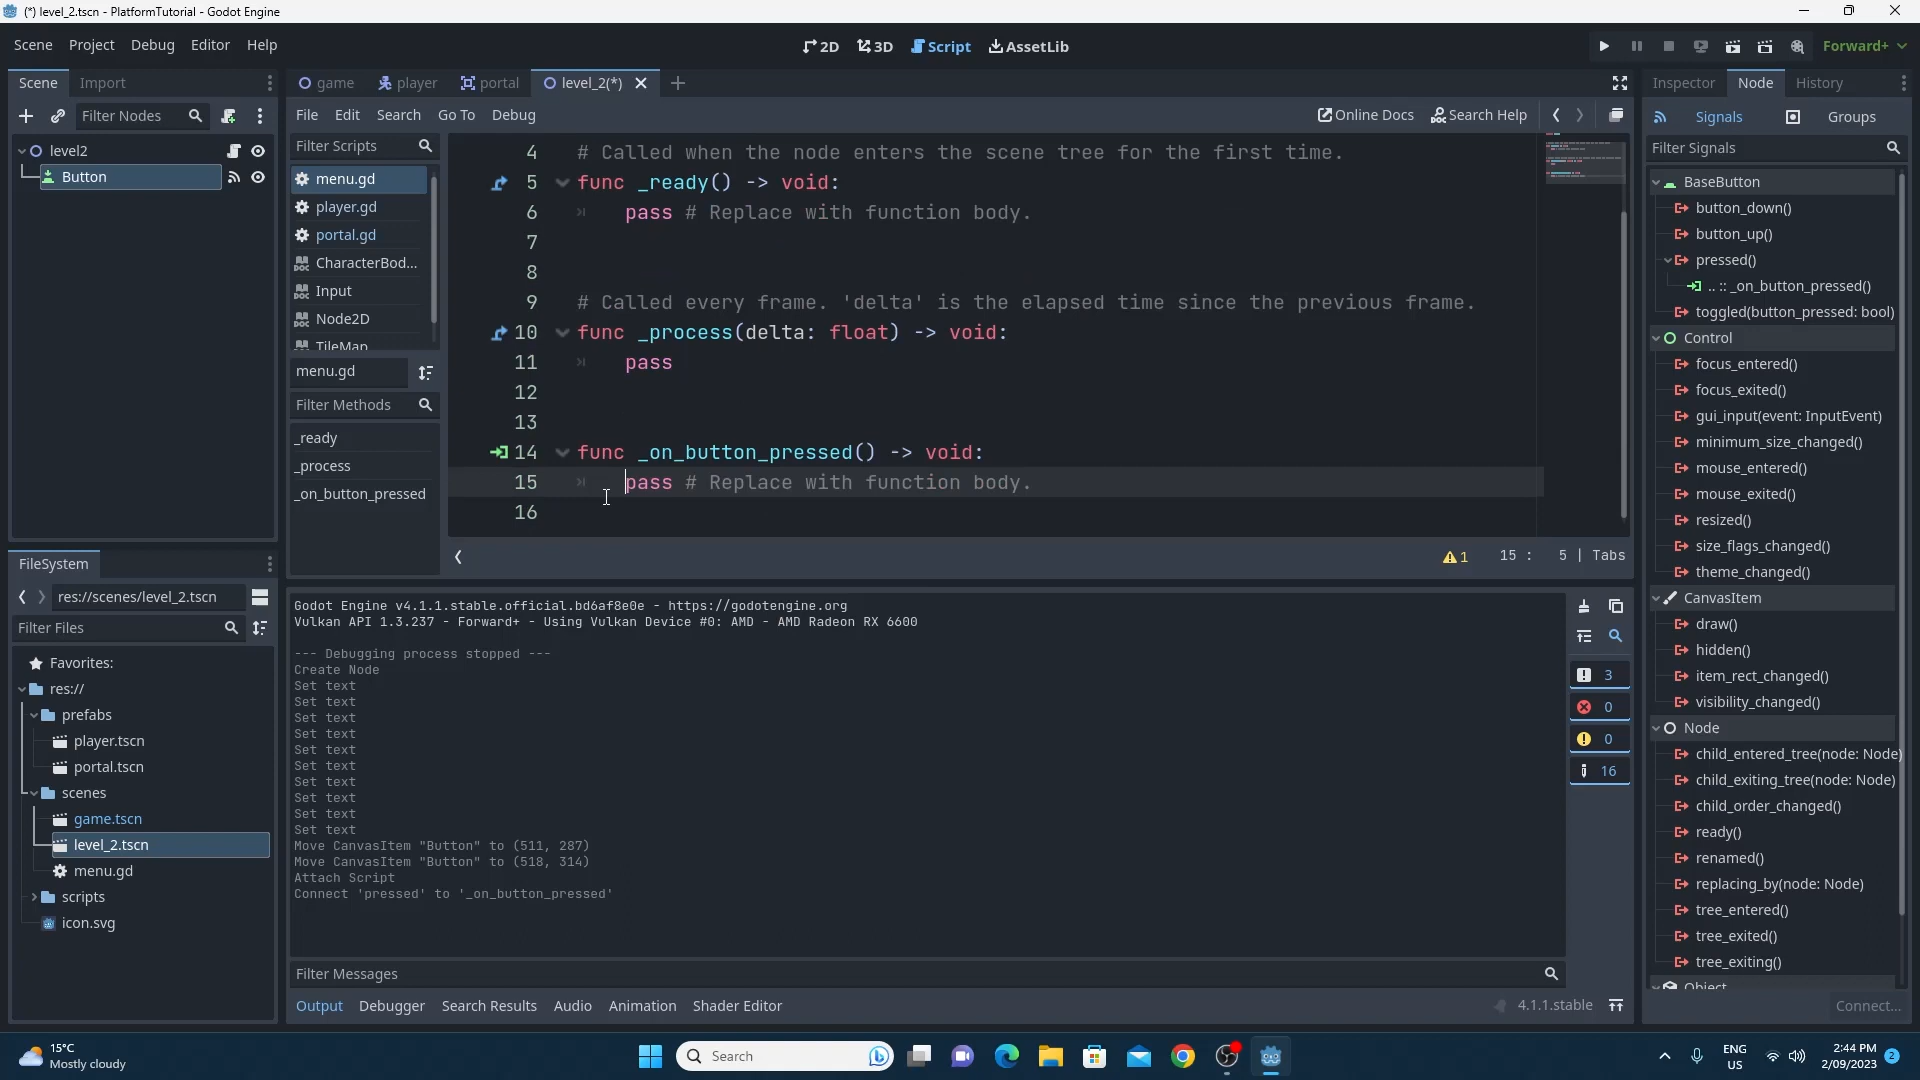 (*) level_2.tscn - PlatformTutorial - Godot Engine
Scene Project Debug Editor Help
2D 3D Script AssetLib
Forward+
Scene Import
Filter Nodes
level2
Button
game player portal level_2(*)
File Edit Search Go To Debug
Online Docs Search Help
Filter Scripts
menu.gd
player.gd
portal.gd
CharacterBod...
Input
Node2D
TileMap
menu.gd
Filter Methods
_ready
_process
_on_button_pressed
4 # Called when the node enters the scene tree for the first time.
5 func _ready() -> void:
6 pass # Replace with function body.
7
8
9 # Called every frame. 'delta' is the elapsed time since the previous frame.
10 func _process(delta: float) -> void:
11 pass
12
13
14 func _on_button_pressed() -> void:
15 pass # Replace with function body.
16
1 15 : 5 | Tabs
Inspector Node History
Signals Groups
Filter Signals
BaseButton
button_down()
button_up()
pressed()
.. :: _on_button_pressed()
toggled(button_pressed: bool)
Control
focus_entered()
focus_exited()
gui_input(event: InputEvent)
minimum_size_changed()
mouse_entered()
mouse_exited()
resized()
size_flags_changed()
theme_changed()
CanvasItem
draw()
hidden()
item_rect_changed()
visibility_changed()
Node
child_entered_tree(node: Node)
child_exiting_tree(node: Node)
child_order_changed()
ready()
renamed()
replacing_by(node: Node)
tree_entered()
tree_exited()
tree_exiting()
Object
Connect...
FileSystem
res://scenes/level_2.tscn
Filter Files
Favorites:
res://
prefabs
player.tscn
portal.tscn
scenes
game.tscn
level_2.tscn
menu.gd
scripts
icon.svg
Godot Engine v4.1.1.stable.official.bd6af8e0e - https://godotengine.org
Vulkan API 1.3.237 - Forward+ - Using Vulkan Device #0: AMD - AMD Radeon RX 6600
--- Debugging process stopped ---
Create Node
Set text
Set text
Set text
Set text
Set text
Set text
Set text
Set text
Set text
Set text
Move CanvasItem "Button" to (511, 287)
Move CanvasItem "Button" to (518, 314)
Attach Script
Connect 'pressed' to '_on_button_pressed'
3
0
0
16
Filter Messages
Output Debugger Search Results Audio Animation Shader Editor
4.1.1.stable
15°C
Mostly cloudy
Search
ENG
US
2:44 PM
2/09/2023
2